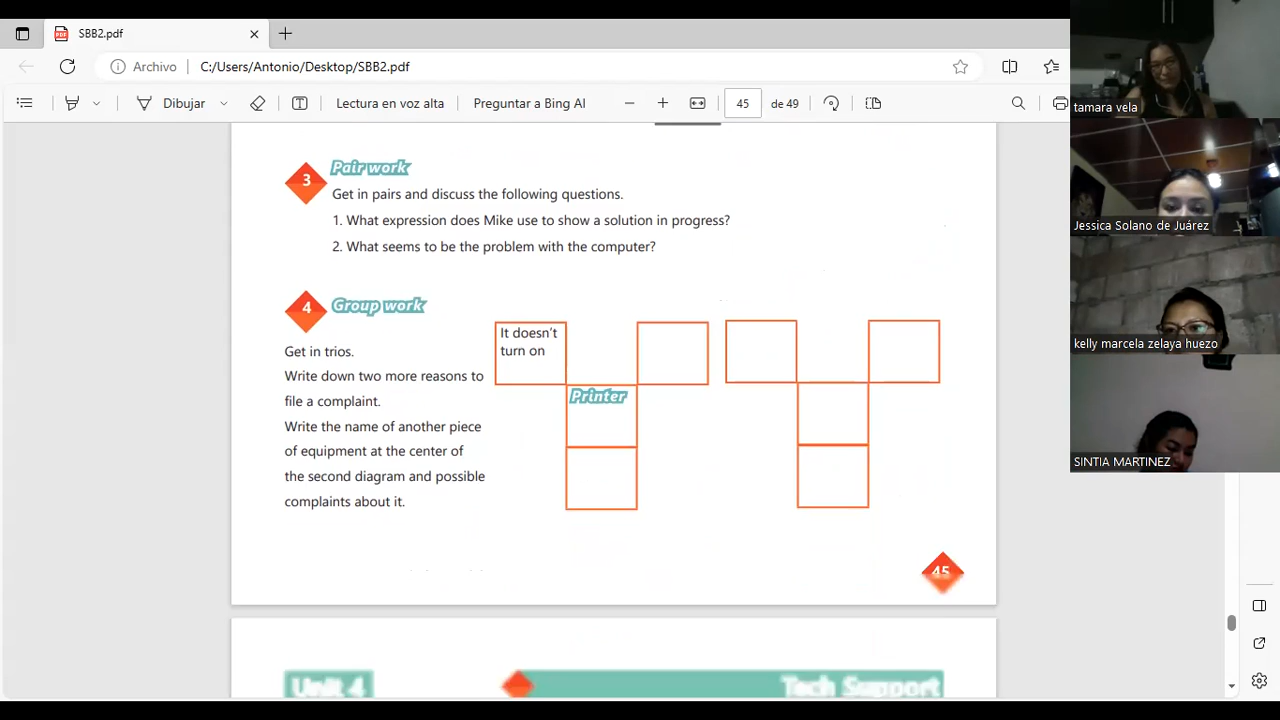 SBB2.pdf
Archivo
C:/Users/Antonio/Desktop/SBB2.pdf
Dibujar
Lectura en voz alta
Preguntar a Bing AI
45
de 49
3
Pair work
Get in pairs and discuss the following questions.
1. What expression does Mike use to show a solution in progress?
2. What seems to be the problem with the computer?
4
Group work
Get in trios.
Write down two more reasons to
file a complaint.
Write the name of another piece
of equipment at the center of
the second diagram and possible
complaints about it.
It doesn't
turn on
Printer
45
Unit 4
Tech Support
tamara vela
Jessica Solano de Juárez
kelly marcela zelaya huezo
SINTIA MARTINEZ